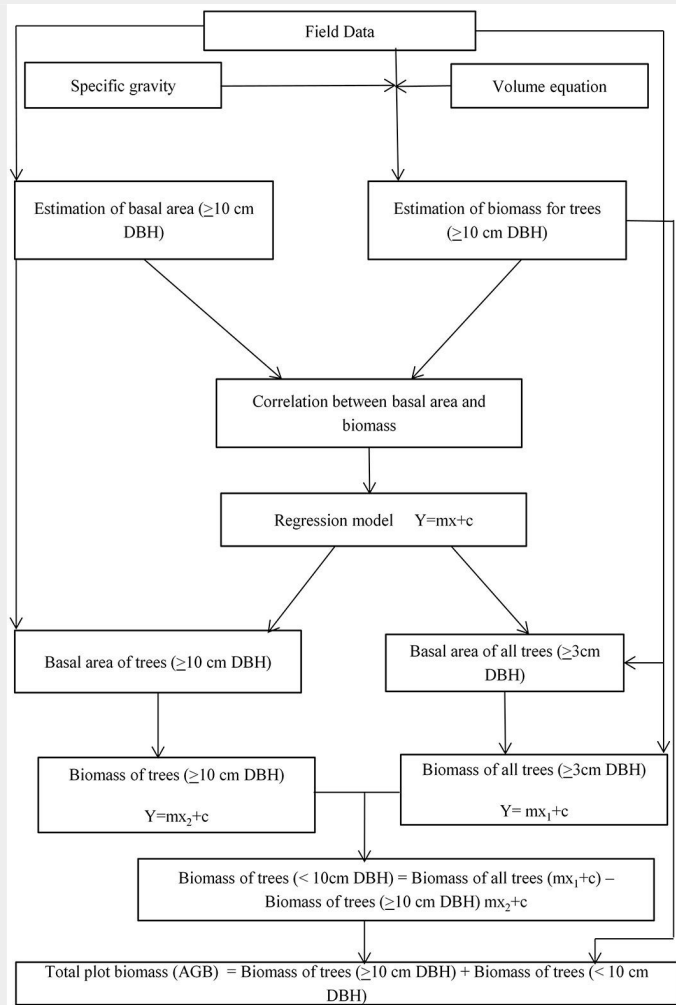 Field Data
Specific gravity
Volume equation
Estimation of basal area (≥10 cm
DBH)
Estimation of biomass for trees
(≥10 cm DBH)
Correlation between basal area and
biomass
Regression model Y=mx+c
Basal area of trees (≥10 cm DBH)
Basal area of all trees (≥3cm
DBH)
Biomass of trees (≥10 cm DBH)
Y=mx₂+c
Biomass of all trees (≥3cm DBH)
Y= mx₁+c
Biomass of trees (< 10cm DBH) = Biomass of all trees (mx₁+c) –
Biomass of trees (≥10 cm DBH) mx₂+c
Total plot biomass (AGB) = Biomass of trees (≥10 cm DBH) + Biomass of trees (< 10 cm
DBH)